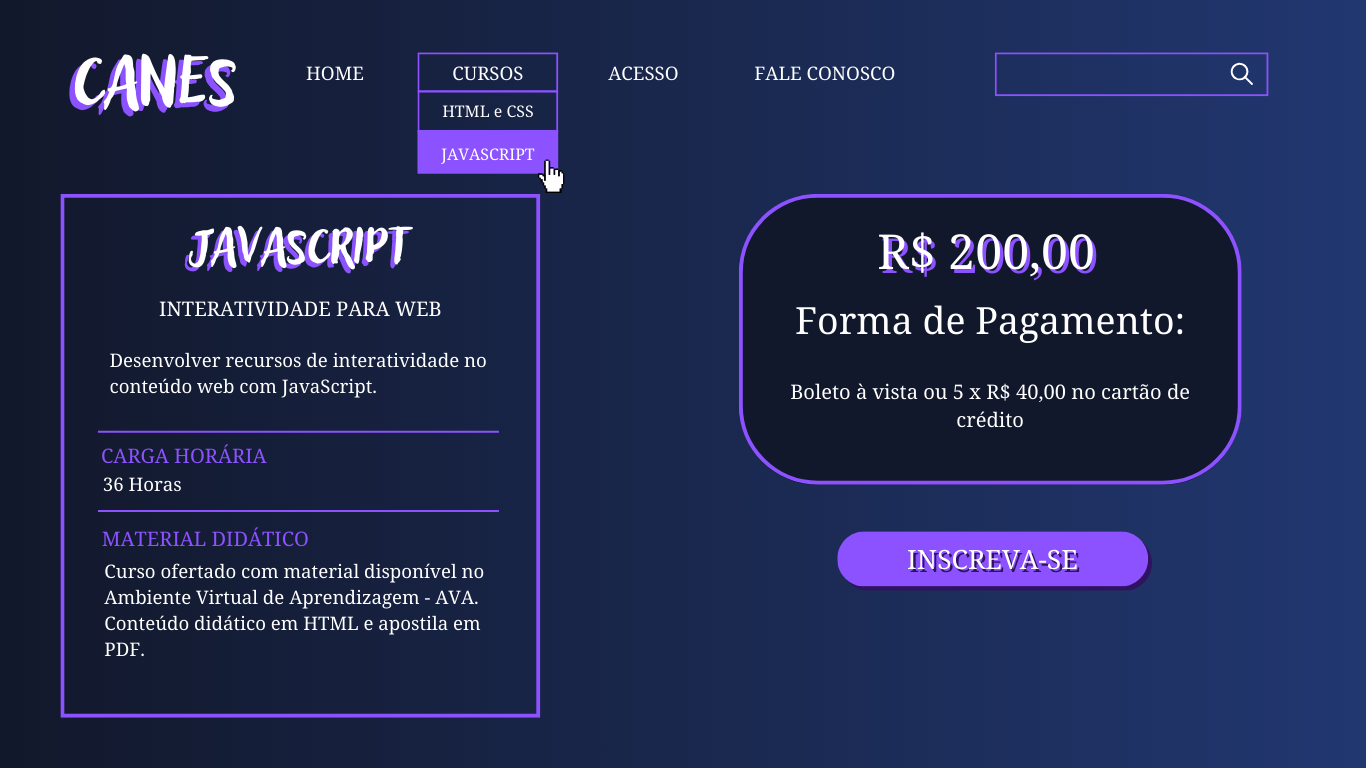 CANES
HOME
CURSOS
ACESSO
FALE CONOSCO
HTML e CSS
JAVASCRIPT
JAVASCRIPT
INTERATIVIDADE PARA WEB
Desenvolver recursos de interatividade no
conteúdo web com JavaScript.
CARGA HORÁRIA
36 Horas
MATERIAL DIDÁTICO
Curso ofertado com material disponível no
Ambiente Virtual de Aprendizagem - AVA.
Conteúdo didático em HTML e apostila em
PDF.
R$ 200,00
Forma de Pagamento:
Boleto à vista ou 5 x R$ 40,00 no cartão de
crédito
INSCREVA-SE